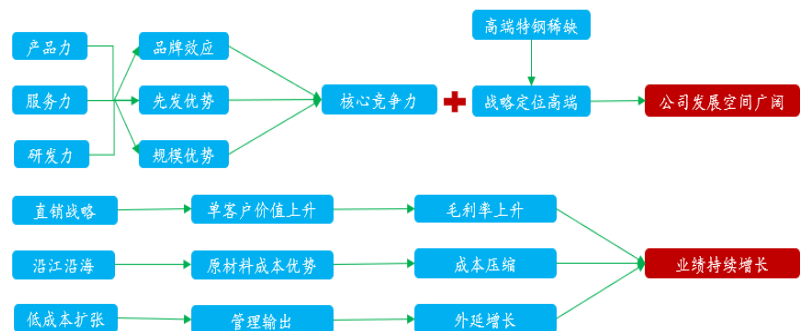 高端特钢稀缺
产品力
品牌效应
服务力
先发优势
核心竞争力
战略定位高端
公司发展空间广阔
研发力
规模优势
直销战略
单客户价值上升
毛利率上升
沿江沿海
原材料成本优势
成本压缩
业绩持续增长
低成本扩张
管理输出
外延增长